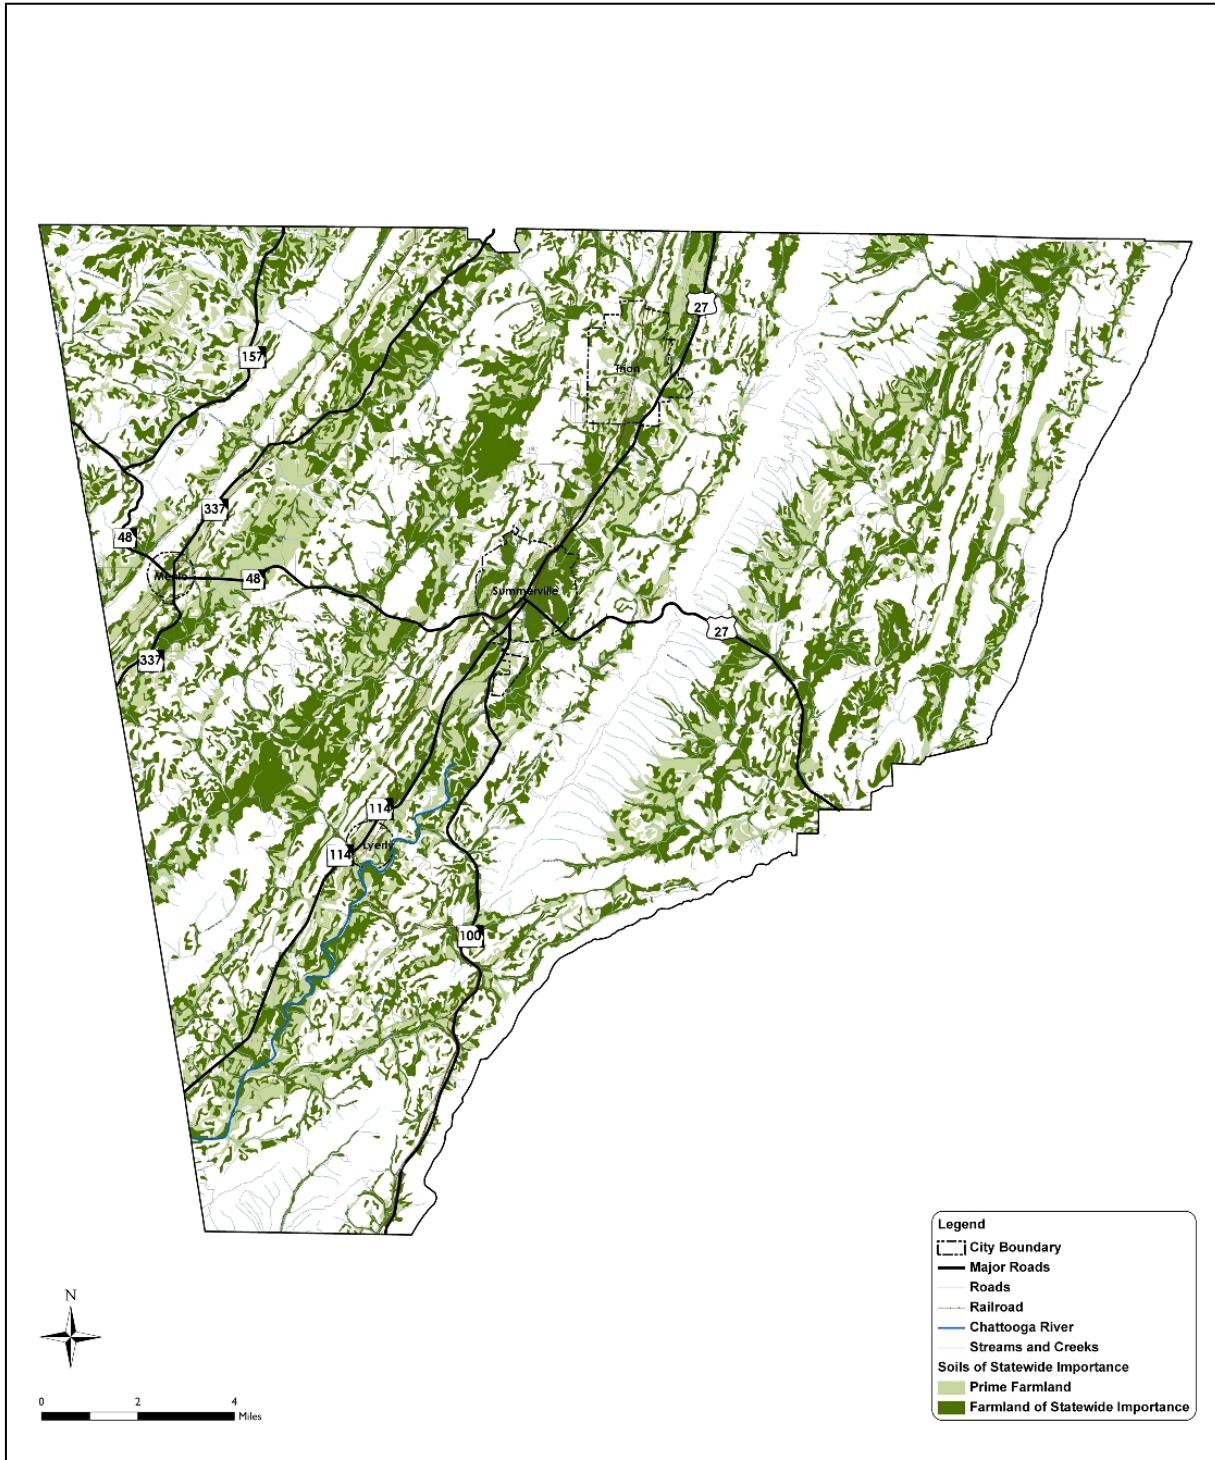 27
Trion
157
337
48
Menlo
48
Summerville
27
337
114
114
Lyerly
100
Legend
City Boundary
Major Roads
Roads
Railroad
Chattooga River
Streams and Creeks
Soils of Statewide Importance
Prime Farmland
Farmland of Statewide Importance
N
0 2 4
Miles